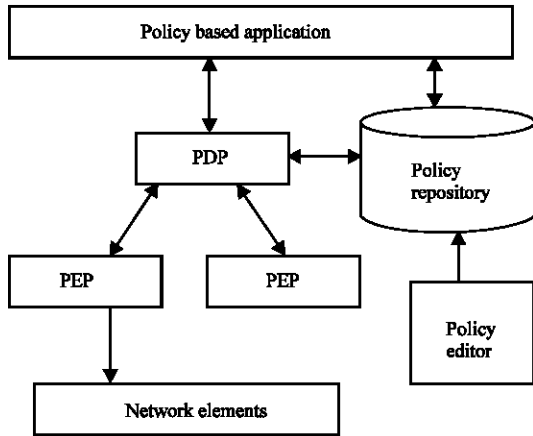 Policy based application
PDP
Policy
repository
PEP
PEP
Policy
editor
Network elements